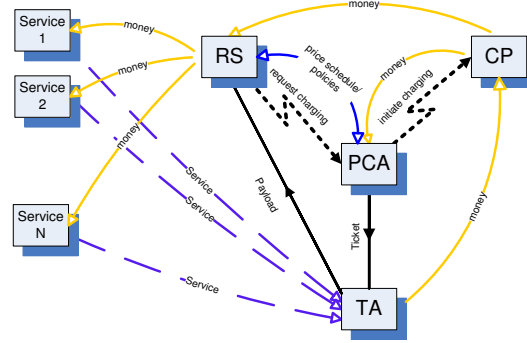 Service
1
money
money
RS
price schedule/
policies
money
CP
Service
2
money
request charging
initiate charging
money
PCA
Service
N
Service
Service
Payload
Ticket
money
Service
TA